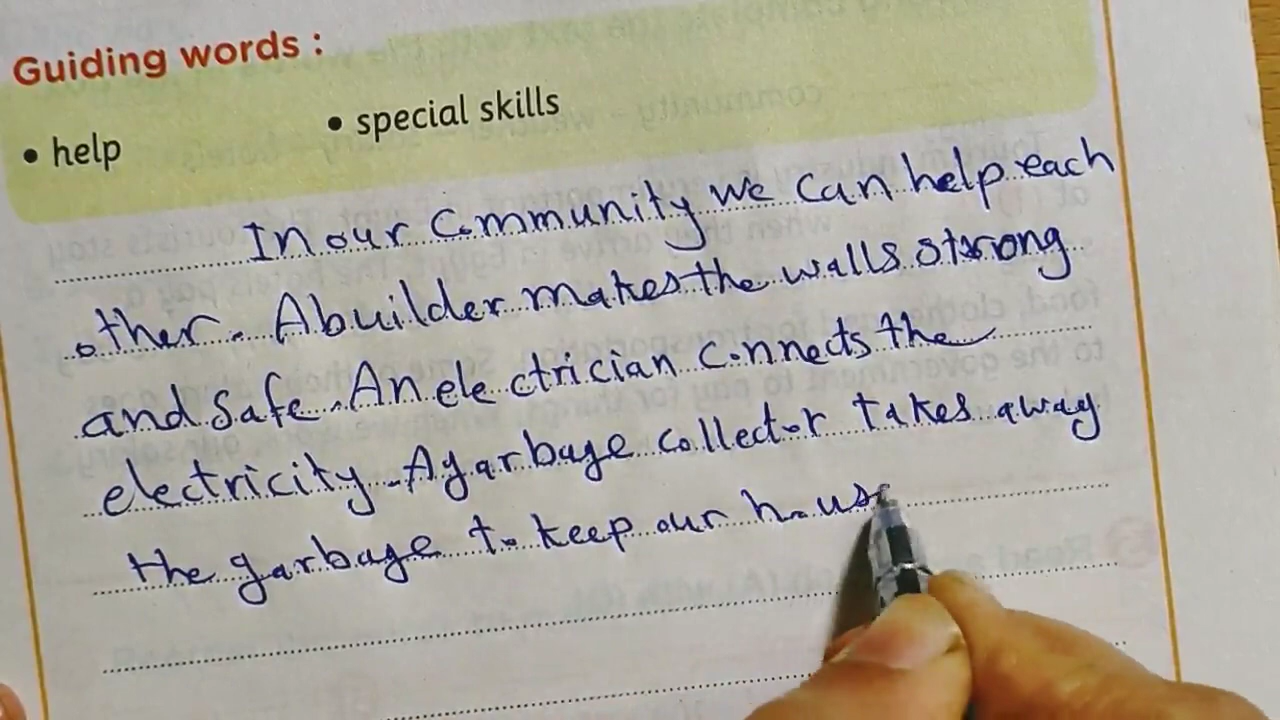 Guiding words :
• help • special skills
In our community we can help each
other. A builder makes the walls strong
and safe. An electrician connects the
electricity. A garbage collector takes away
the garbage to keep our hous